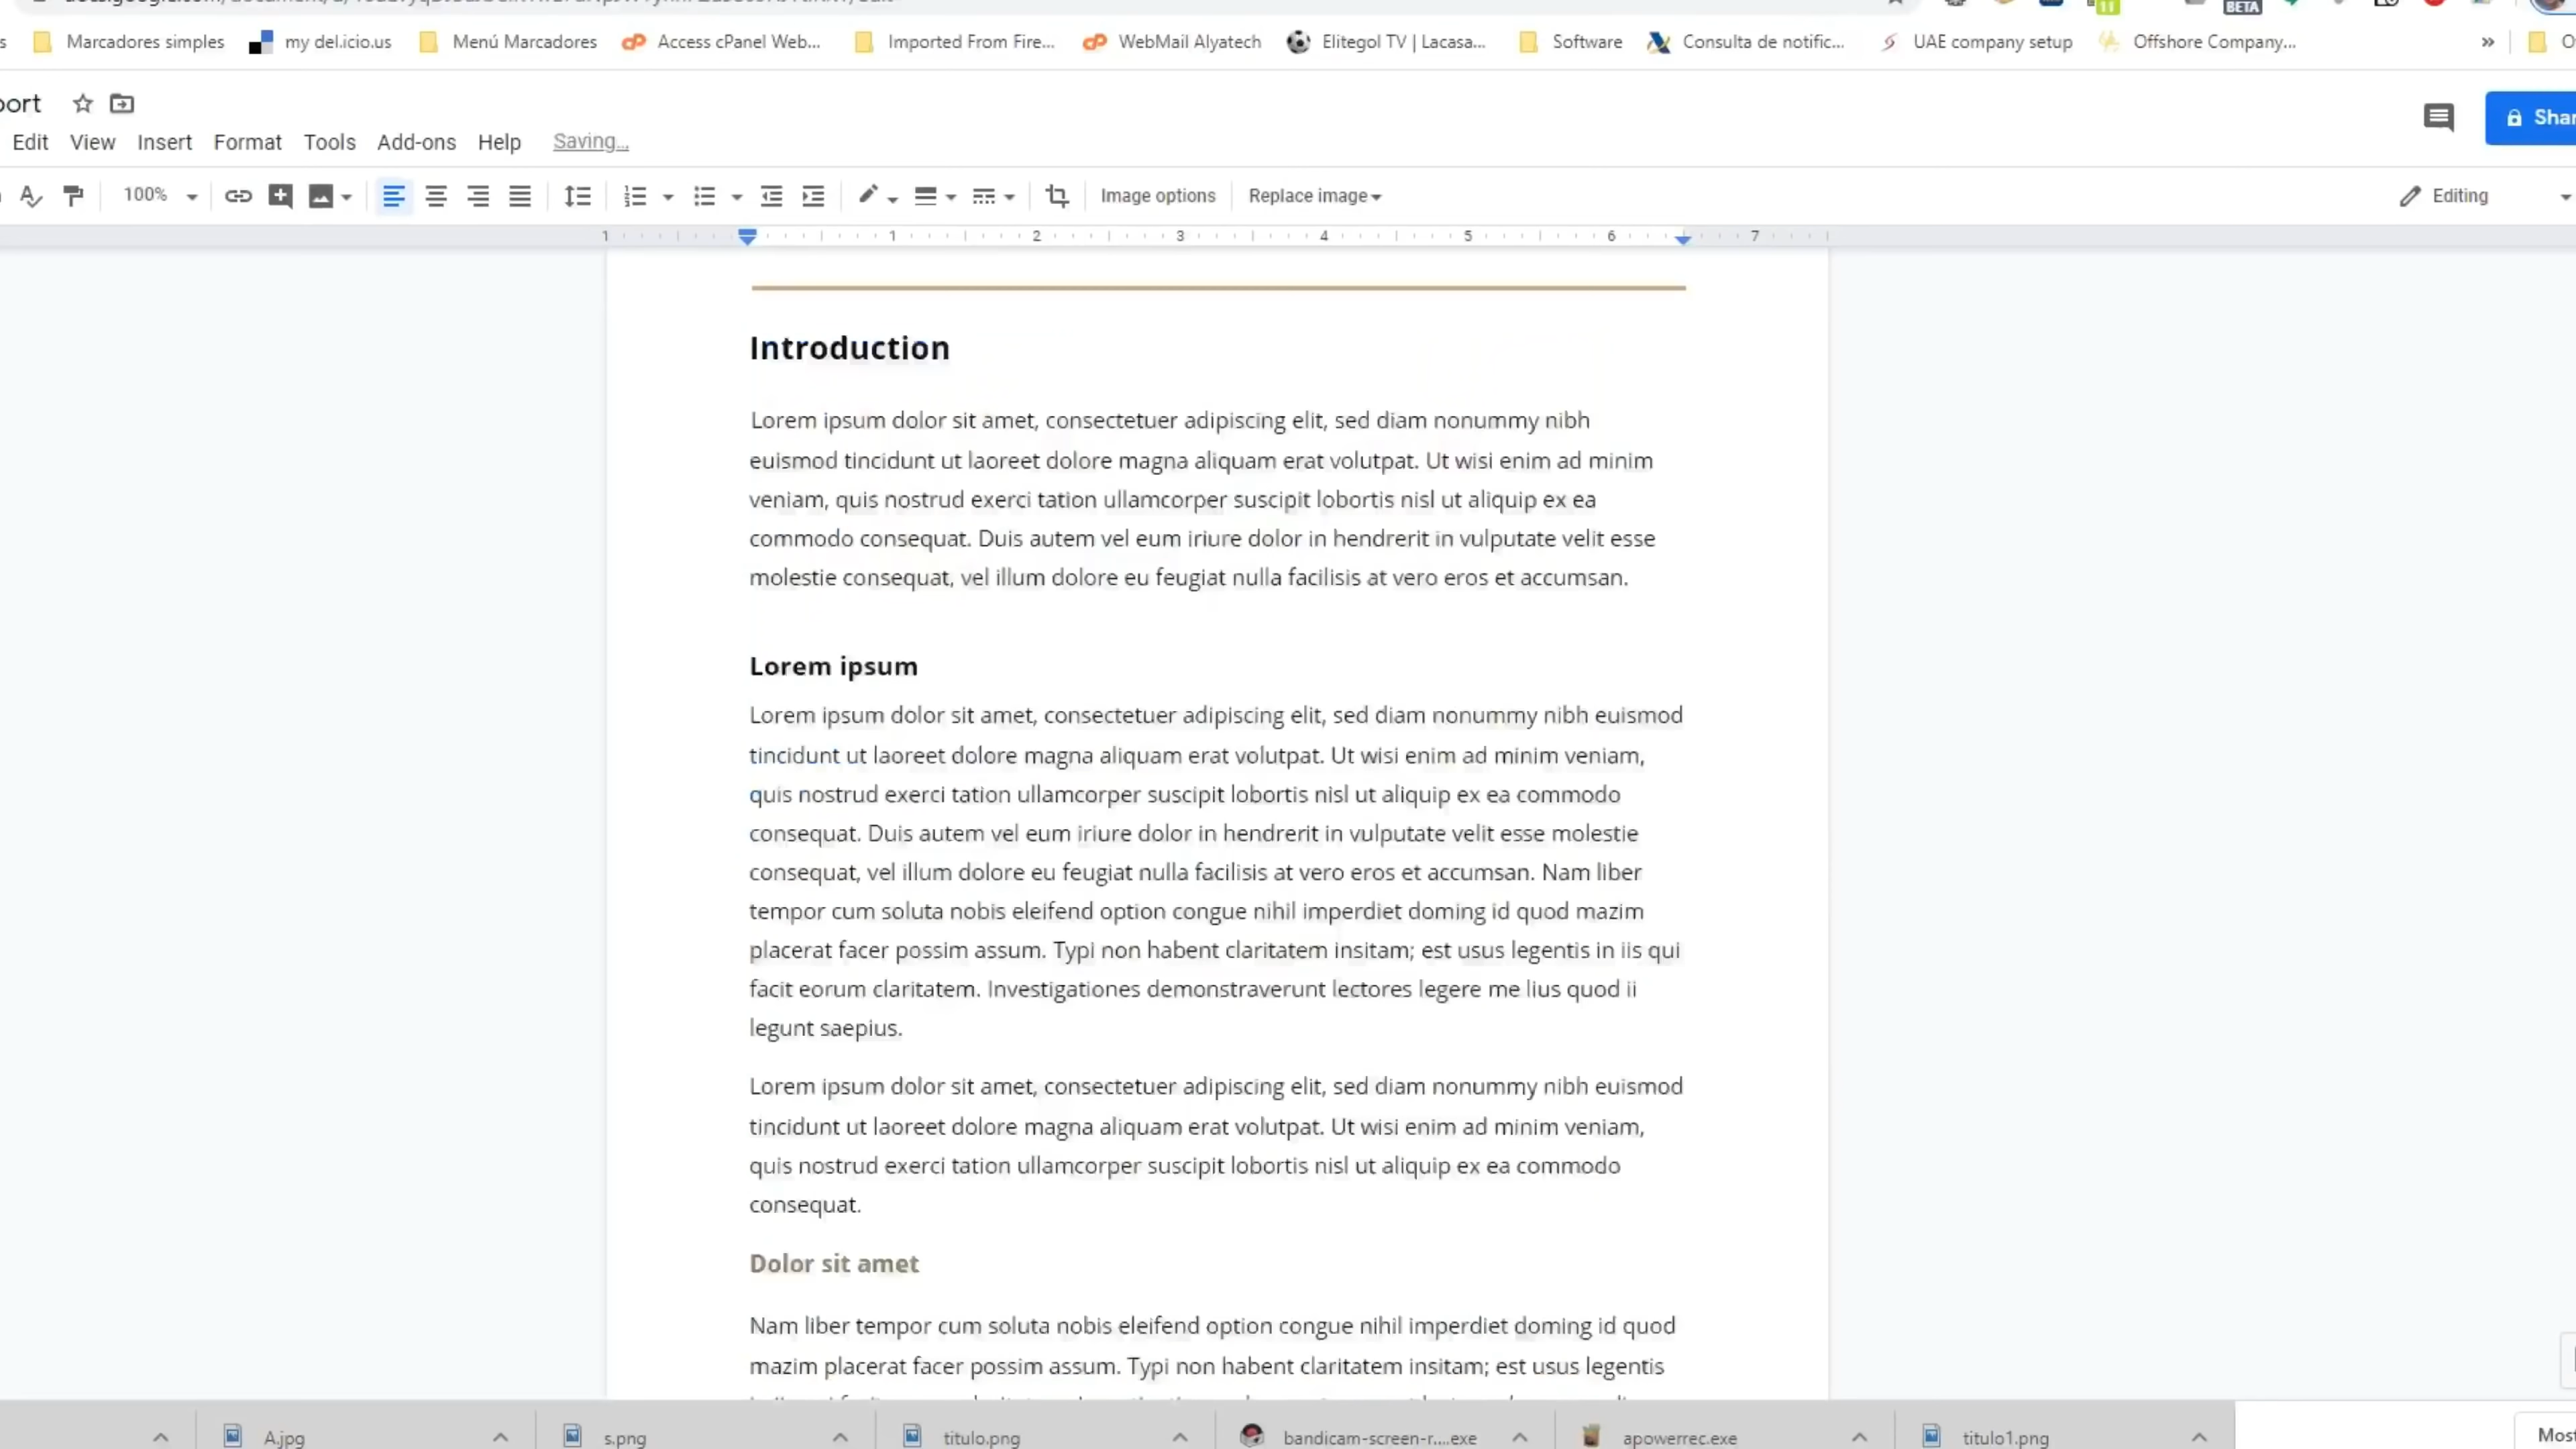 Marcadores simples
my del.icio.us
Menú Marcadores
Access cPanel Web...
Imported From Fire...
WebMail Alyatech
Elitegol TV | Lacasa...
Software
Consulta de notific...
UAE company setup
Offshore Company...
»
BETA
11
port
Edit View Insert Format Tools Add-ons Help Saving...
Shar
100%
Image options
Replace image
Editing
1 1 2 3 4 5 6 7
Introduction
Lorem ipsum dolor sit amet, consectetuer adipiscing elit, sed diam nonummy nibh
euismod tincidunt ut laoreet dolore magna aliquam erat volutpat. Ut wisi enim ad minim
veniam, quis nostrud exerci tation ullamcorper suscipit lobortis nisl ut aliquip ex ea
commodo consequat. Duis autem vel eum iriure dolor in hendrerit in vulputate velit esse
molestie consequat, vel illum dolore eu feugiat nulla facilisis at vero eros et accumsan.
Lorem ipsum
Lorem ipsum dolor sit amet, consectetuer adipiscing elit, sed diam nonummy nibh euismod
tincidunt ut laoreet dolore magna aliquam erat volutpat. Ut wisi enim ad minim veniam,
quis nostrud exerci tation ullamcorper suscipit lobortis nisl ut aliquip ex ea commodo
consequat. Duis autem vel eum iriure dolor in hendrerit in vulputate velit esse molestie
consequat, vel illum dolore eu feugiat nulla facilisis at vero eros et accumsan. Nam liber
tempor cum soluta nobis eleifend option congue nihil imperdiet doming id quod mazim
placerat facer possim assum. Typi non habent claritatem insitam; est usus legentis in iis qui
facit eorum claritatem. Investigationes demonstraverunt lectores legere me lius quod ii
legunt saepius.
Lorem ipsum dolor sit amet, consectetuer adipiscing elit, sed diam nonummy nibh euismod
tincidunt ut laoreet dolore magna aliquam erat volutpat. Ut wisi enim ad minim veniam,
quis nostrud exerci tation ullamcorper suscipit lobortis nisl ut aliquip ex ea commodo
consequat.
Dolor sit amet
Nam liber tempor cum soluta nobis eleifend option congue nihil imperdiet doming id quod
mazim placerat facer possim assum. Typi non habent claritatem insitam; est usus legentis
A.jpg
s.png
titulo.png
bandicam-screen-r....exe
apowerrec.exe
titulo1.png
Most